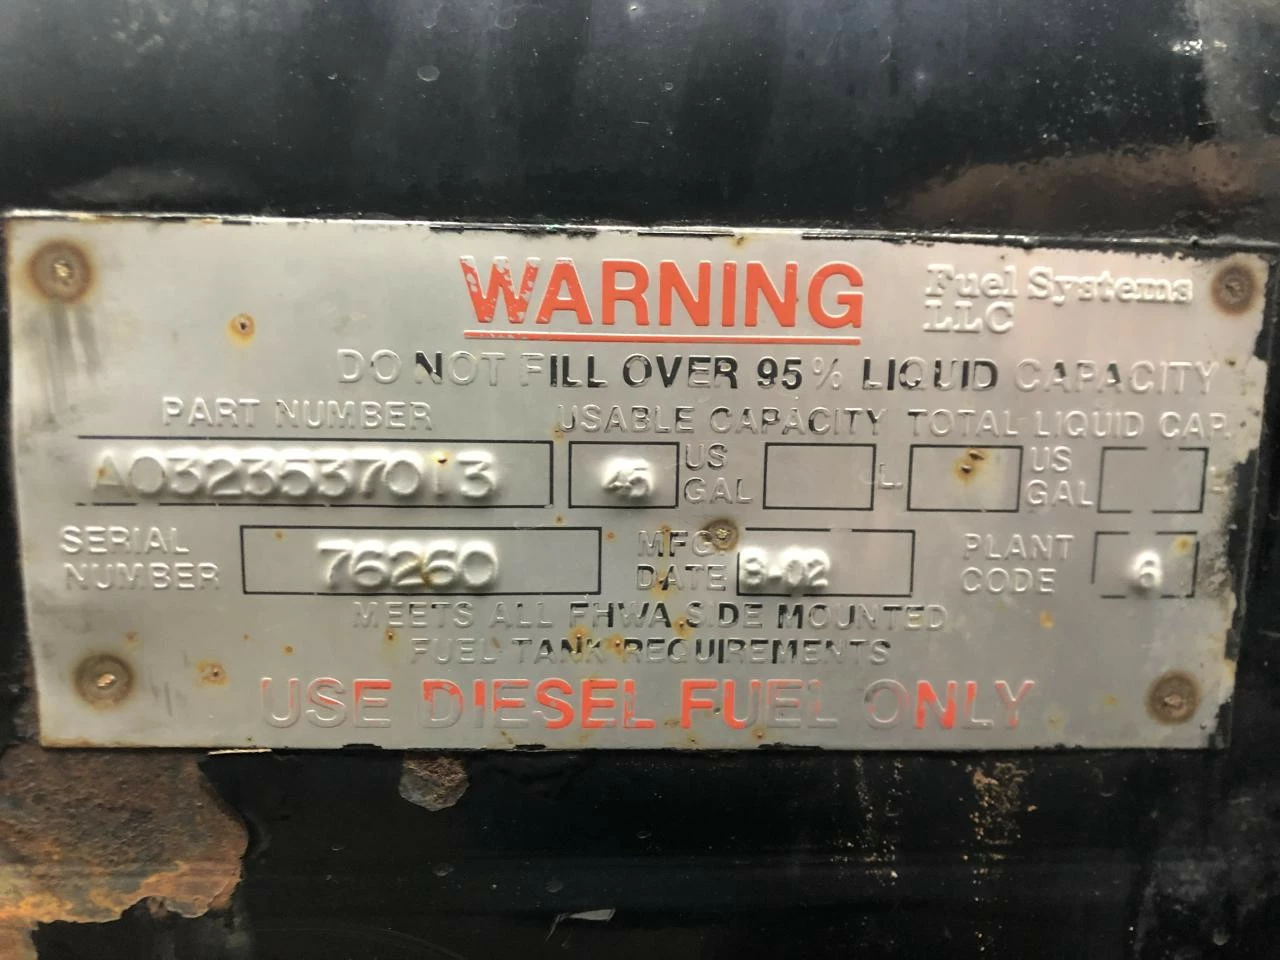 WARNING
Fuel Systems
LLC
DO NOT FILL OVER 95% LIQUID CAPACITY
PART NUMBER USABLE CAPACITY TOTAL LIQUID CAP.
A0323537013 45 US GAL L. US GAL L
SERIAL NUMBER 76260 MFG. DATE 8-02 PLANT CODE 6
MEETS ALL FHWA SIDE MOUNTED
FUEL TANK REQUIREMENTS
USE DIESEL FUEL ONLY